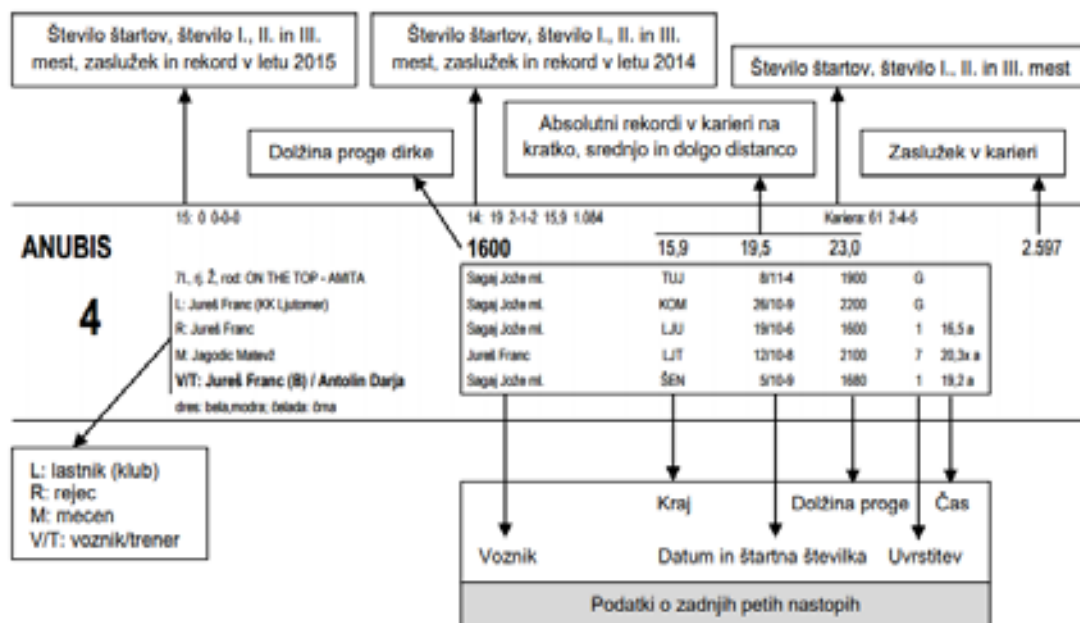 Število štartov, število I., II. in III.
mest, zaslužek in rekord v letu 2015
Število štartov, število I., II. in III.
mest, zaslužek in rekord v letu 2014
Število štartov, število I., II. in III. mest
Dolžina proge dirke
Absolutni rekordi v karieri na
kratko, srednjo in dolgo distanco
Zaslužek v karieri
15: 0 0-0-0
14: 19 2-1-2 15,9 1.084
Kariera: 61 2-4-5
ANUBIS
1600 15,9 19,5 23,0 2.597
4
7l., rj. Ž, rod: ON THE TOP - AMITA
L: Jureš Franc (KK Ljutomer)
R: Jureš Franc
M: Jagodic Matevž
V/T: Jureš Franc (B) / Antolin Darja
dres: bela,modra; čelada: črna
Sagaj Jože ml. TUJ 8/11-4 1900 G
Sagaj Jože ml. KOM 26/10-9 2200 G
Sagaj Jože ml. LJU 19/10-6 1600 1 16,5 a
Jureš Franc LJT 12/10-8 2100 7 20,3x a
Sagaj Jože ml. ŠEN 5/10-9 1680 1 19,2 a
L: lastnik (klub)
R: rejec
M: mecen
V/T: voznik/trener
Kraj Dolžina proge Čas
Voznik Datum in štartna številka Uvrstitev
Podatki o zadnjih petih nastopih